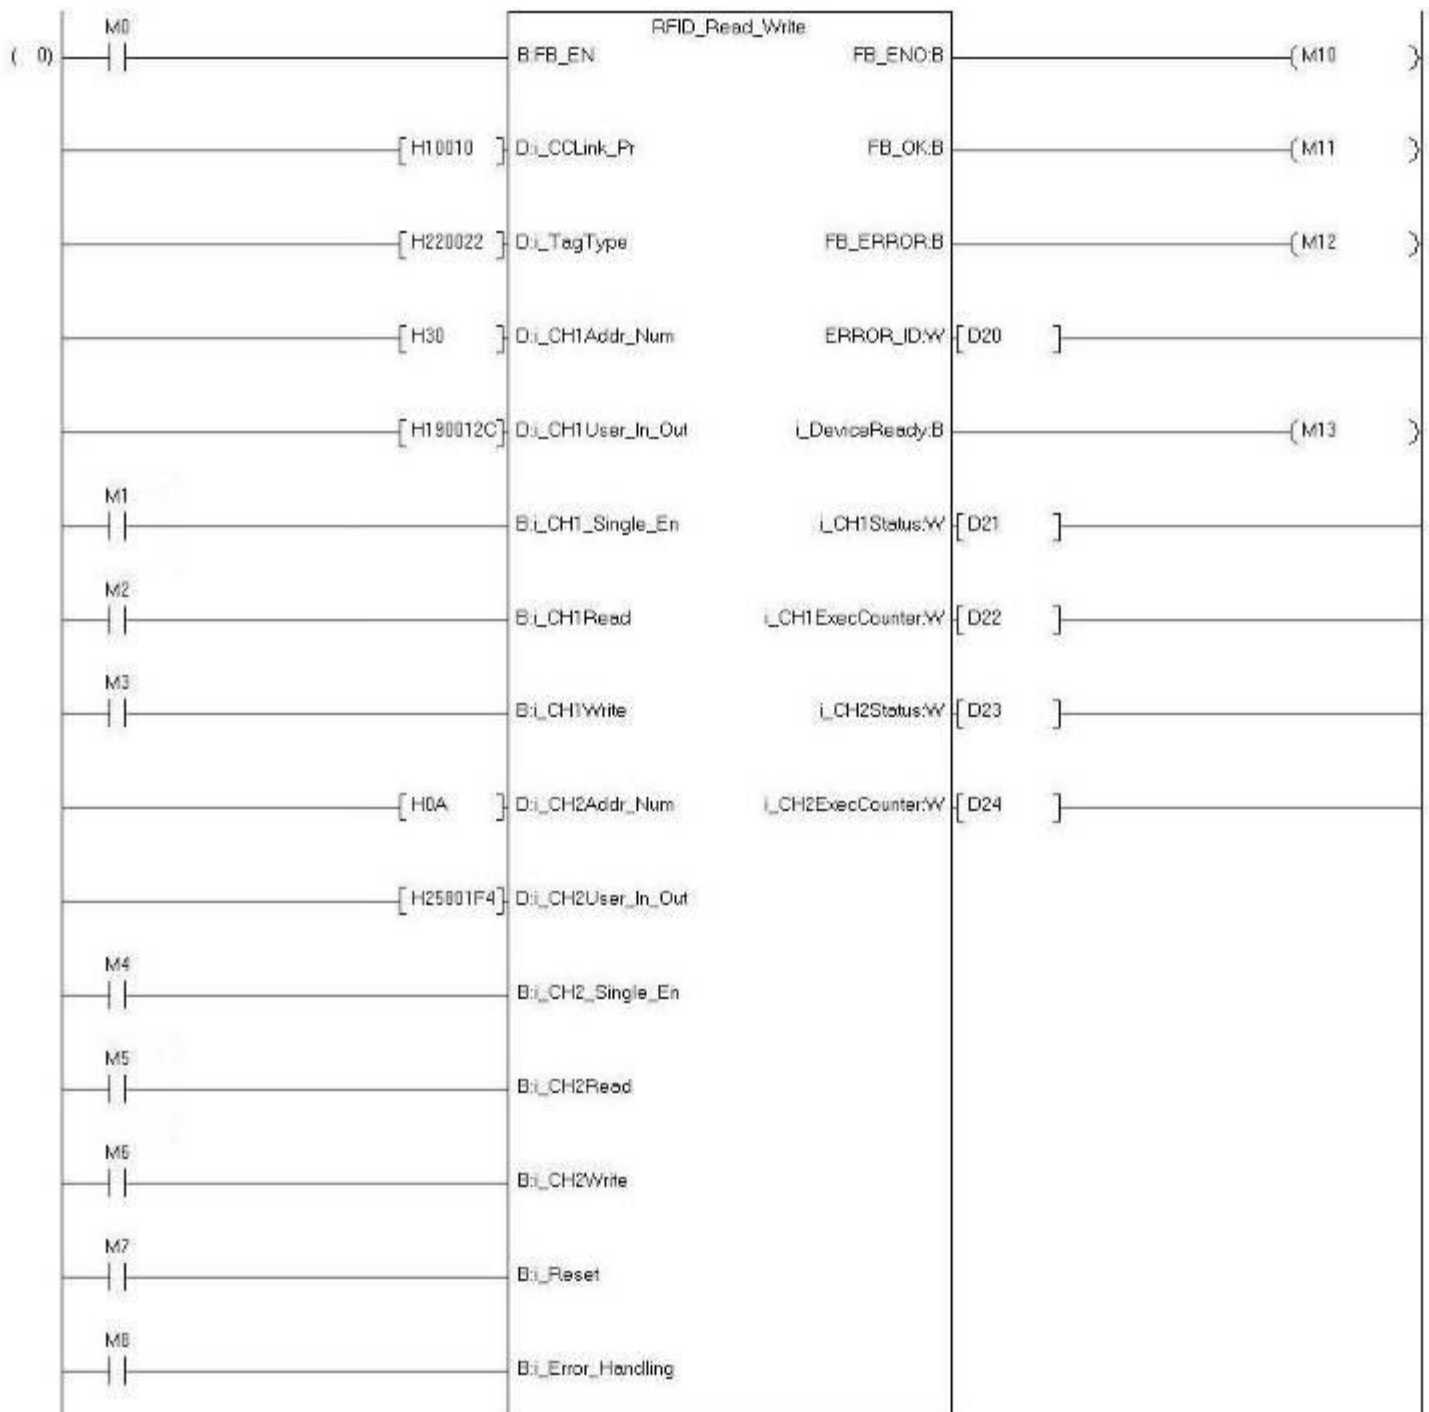 RFID_Read_Write
M0
( 0) B:FB_EN FB_ENO:B (M10 )
[ H10010 ] D:i_CCLink_Pr FB_OK:B (M11 )
[ H220022 ] D:i_TagType FB_ERROR:B (M12 )
[ H30 ] D:i_CH1Addr_Num ERROR_ID:W [ D20 ]
[ H190012C ] D:i_CH1User_In_Out i_DeviceReady:B (M13 )
M1
B:i_CH1_Single_En i_CH1Status:W [ D21 ]
M2
B:i_CH1Read i_CH1ExecCounter:W [ D22 ]
M3
B:i_CH1Write i_CH2Status:W [ D23 ]
[ H0A ] D:i_CH2Addr_Num i_CH2ExecCounter:W [ D24 ]
[ H25801F4 ] D:i_CH2User_In_Out
M4
B:i_CH2_Single_En
M5
B:i_CH2Read
M6
B:i_CH2Write
M7
B:i_Reset
M8
B:i_Error_Handling